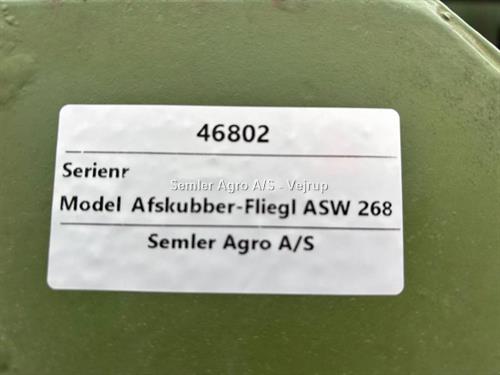 46802
Serienr
Semler Agro A/S - Vejrup
Model Afskubber-Fliegl ASW 268
Semler Agro A/S